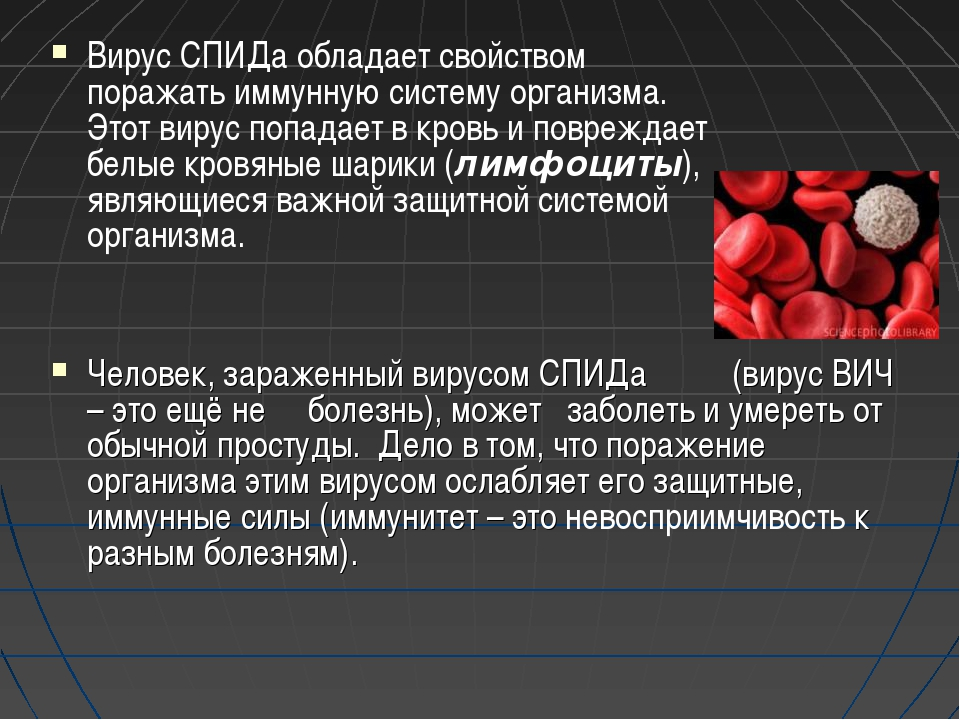 Вирус СПИДа обладает свойством
поражать иммунную систему организма.
Этот вирус попадает в кровь и повреждает
белые кровяные шарики (лимфоциты),
являющиеся важной защитной системой
организма.
SCIENCEPHOTOLIBRARY
Человек, зараженный вирусом СПИДа (вирус ВИЧ
– это ещё не болезнь), может заболеть и умереть от
обычной простуды. Дело в том, что поражение
организма этим вирусом ослабляет его защитные,
иммунные силы (иммунитет – это невосприимчивость к
разным болезням).